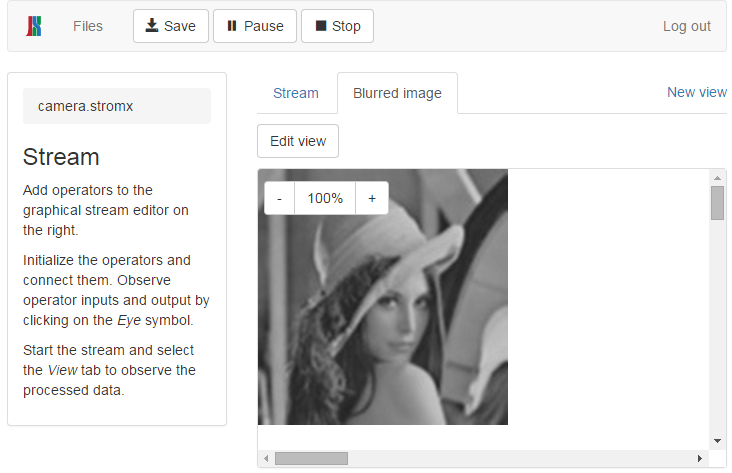 Files Save Pause Stop Log out
camera.stromx
Stream
Add operators to the
graphical stream editor on
the right.
Initialize the operators and
connect them. Observe
operator inputs and output by
clicking on the Eye symbol.
Start the stream and select
the View tab to observe the
processed data.
Stream Blurred image New view
Edit view
- 100% +